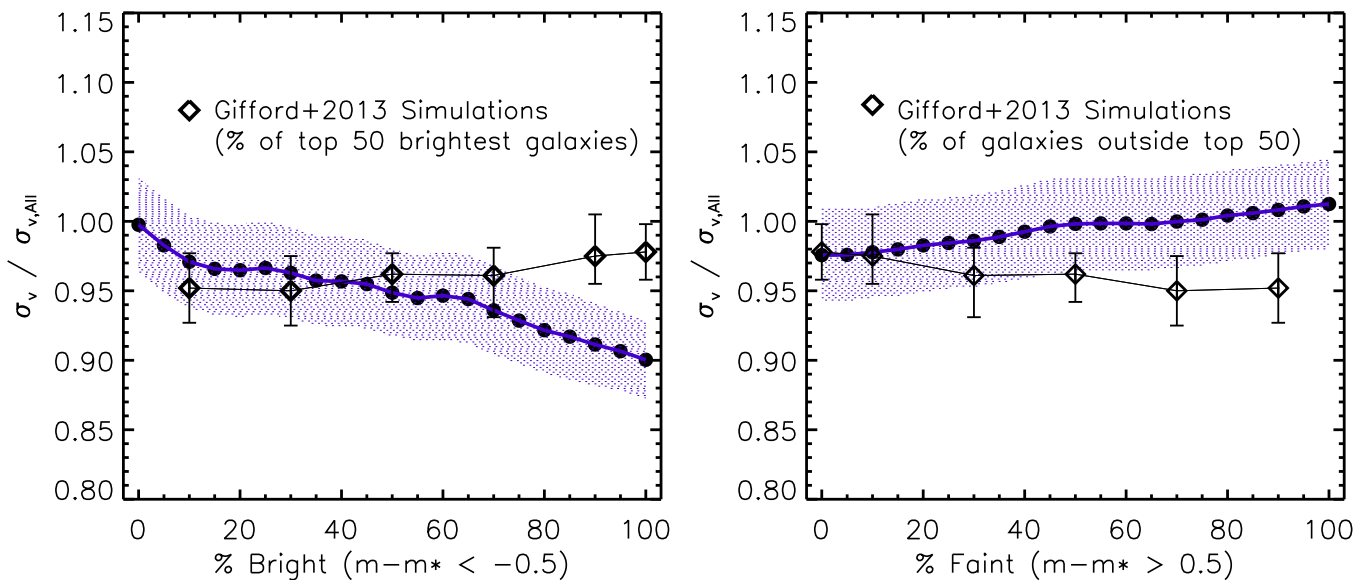 1.15
1.10
1.05
1.00
0.95
0.90
0.85
0.80
σv / σv,All
Gifford+2013 Simulations
(% of top 50 brightest galaxies)
0 20 40 60 80 100
% Bright (m−m* < −0.5)
1.15
1.10
1.05
1.00
0.95
0.90
0.85
0.80
σv / σv,All
Gifford+2013 Simulations
(% of galaxies outside top 50)
0 20 40 60 80 100
% Faint (m−m* > 0.5)